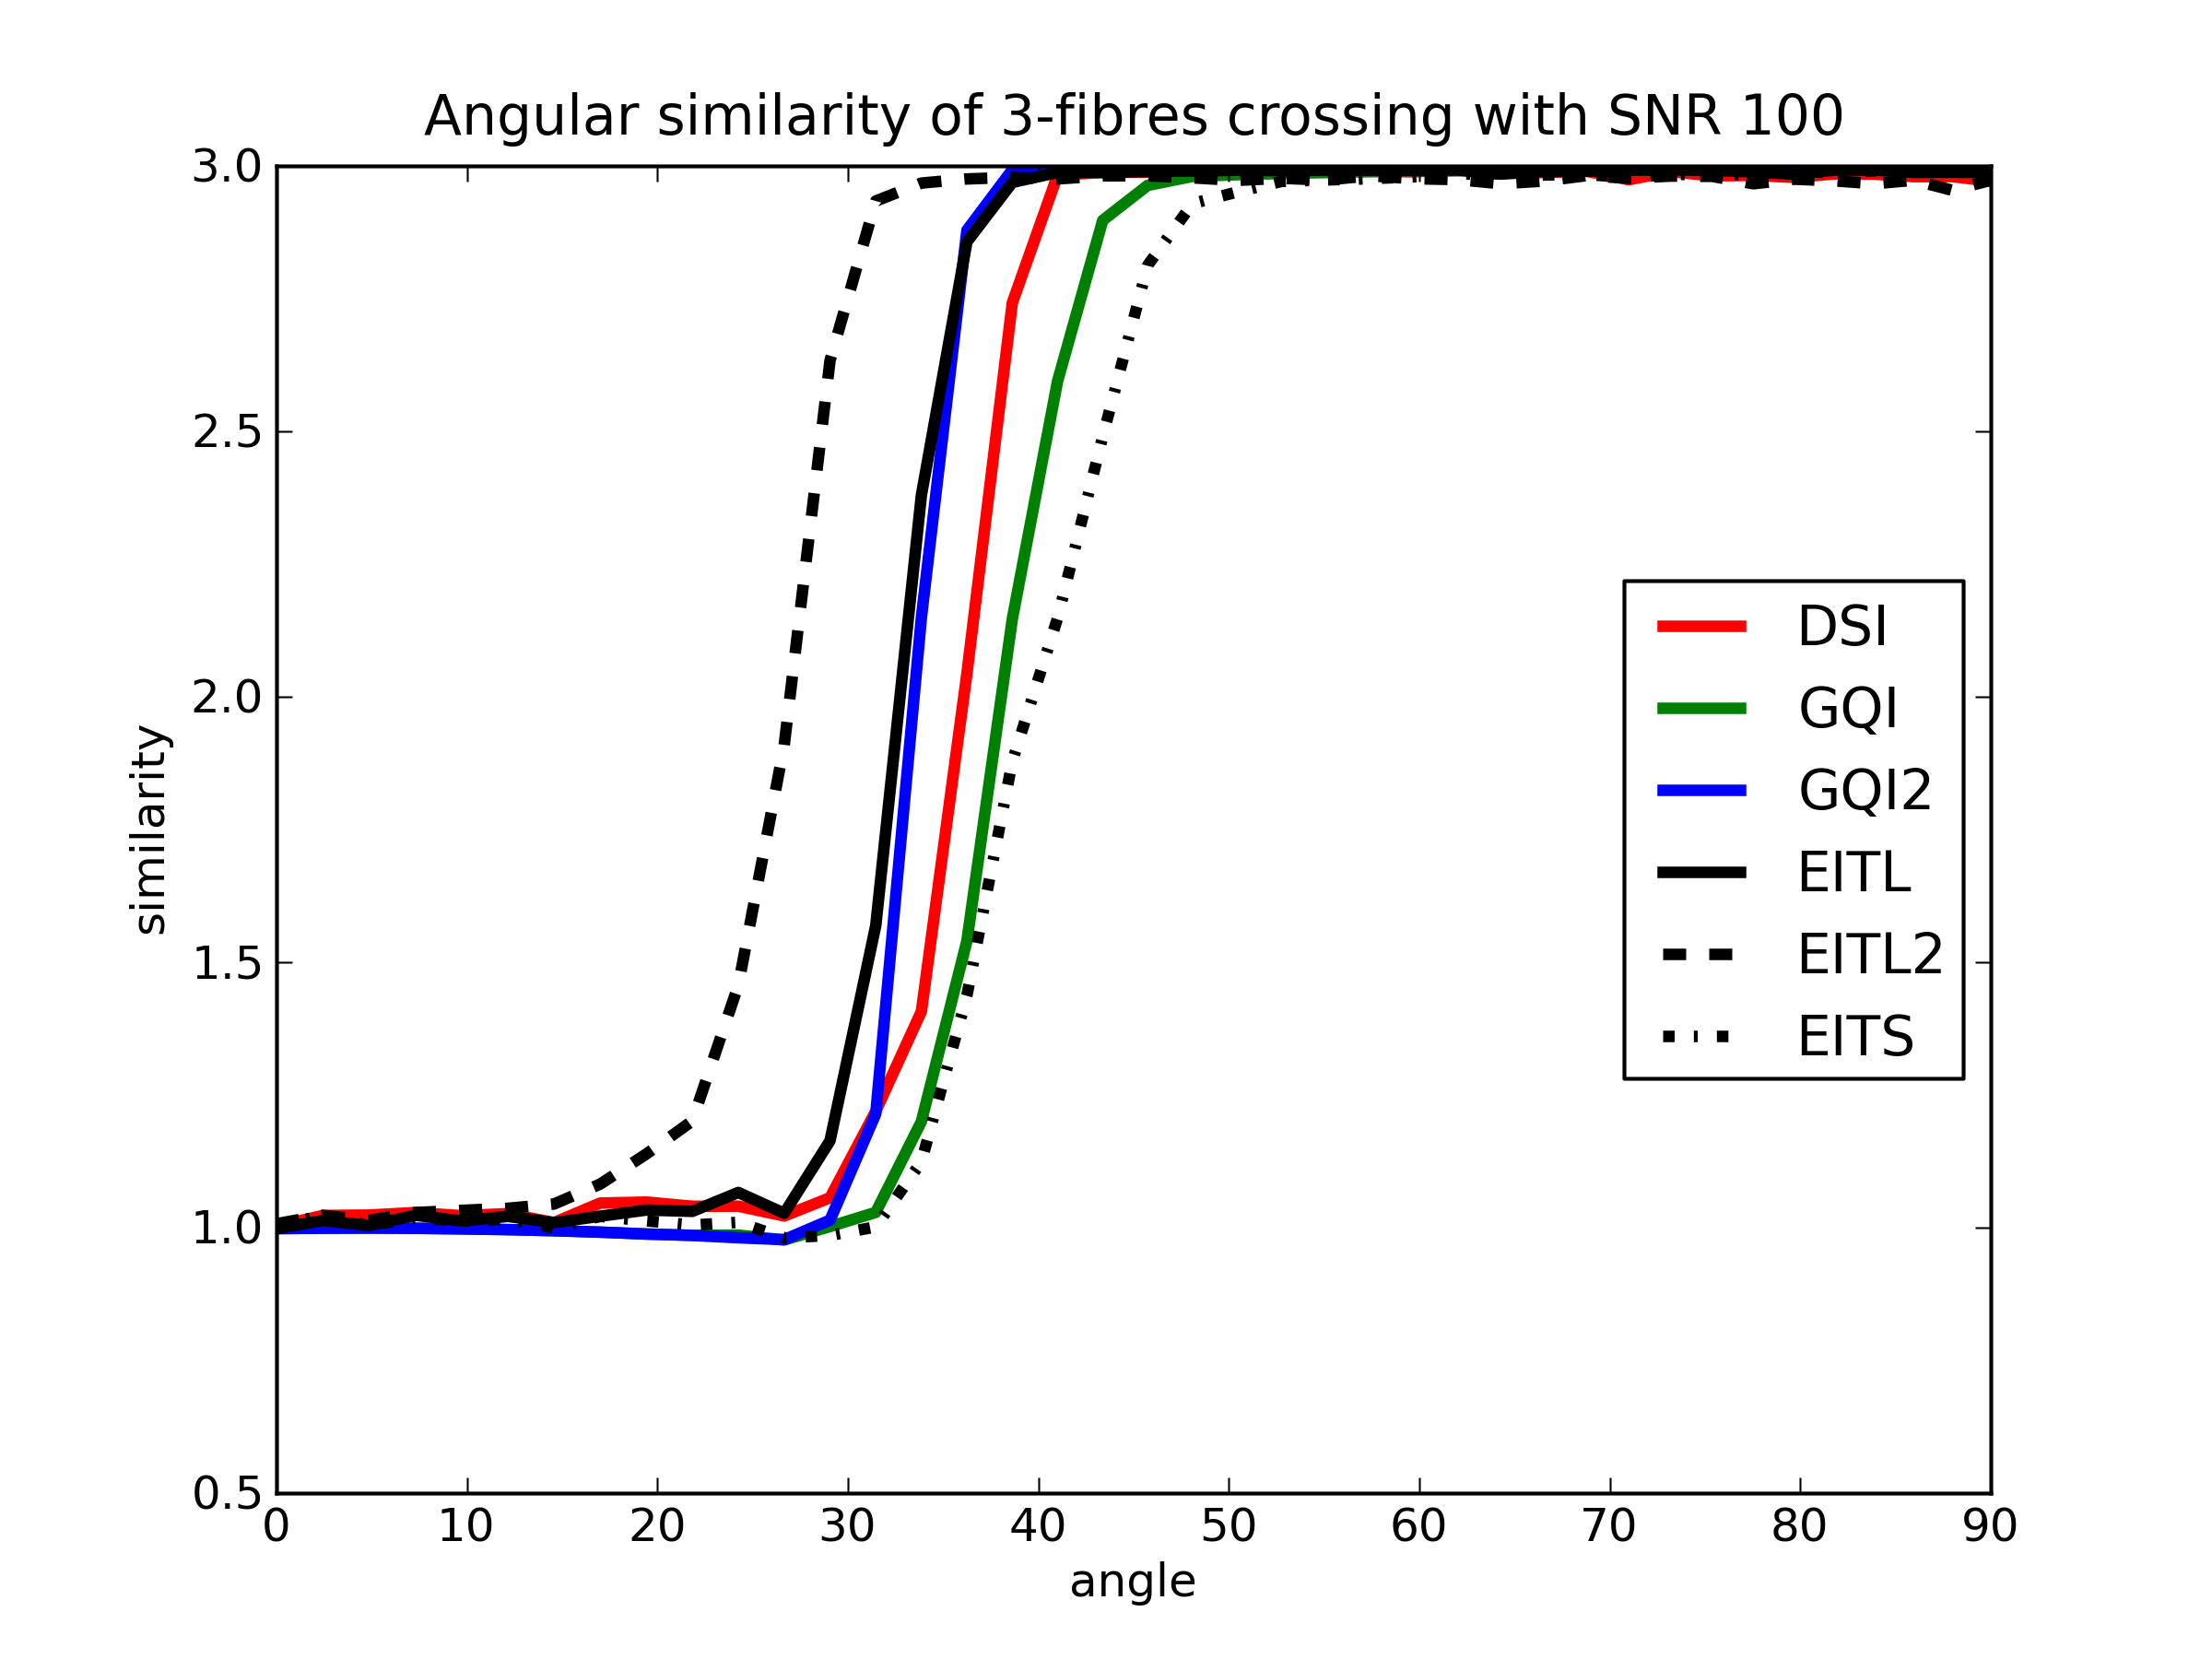 Angular similarity of 3-fibres crossing with SNR 100
3.0
2.5
2.0
1.5
1.0
0.5
similarity
DSI
GQI
GQI2
EITL
EITL2
EITS
0 10 20 30 40 50 60 70 80 90
angle